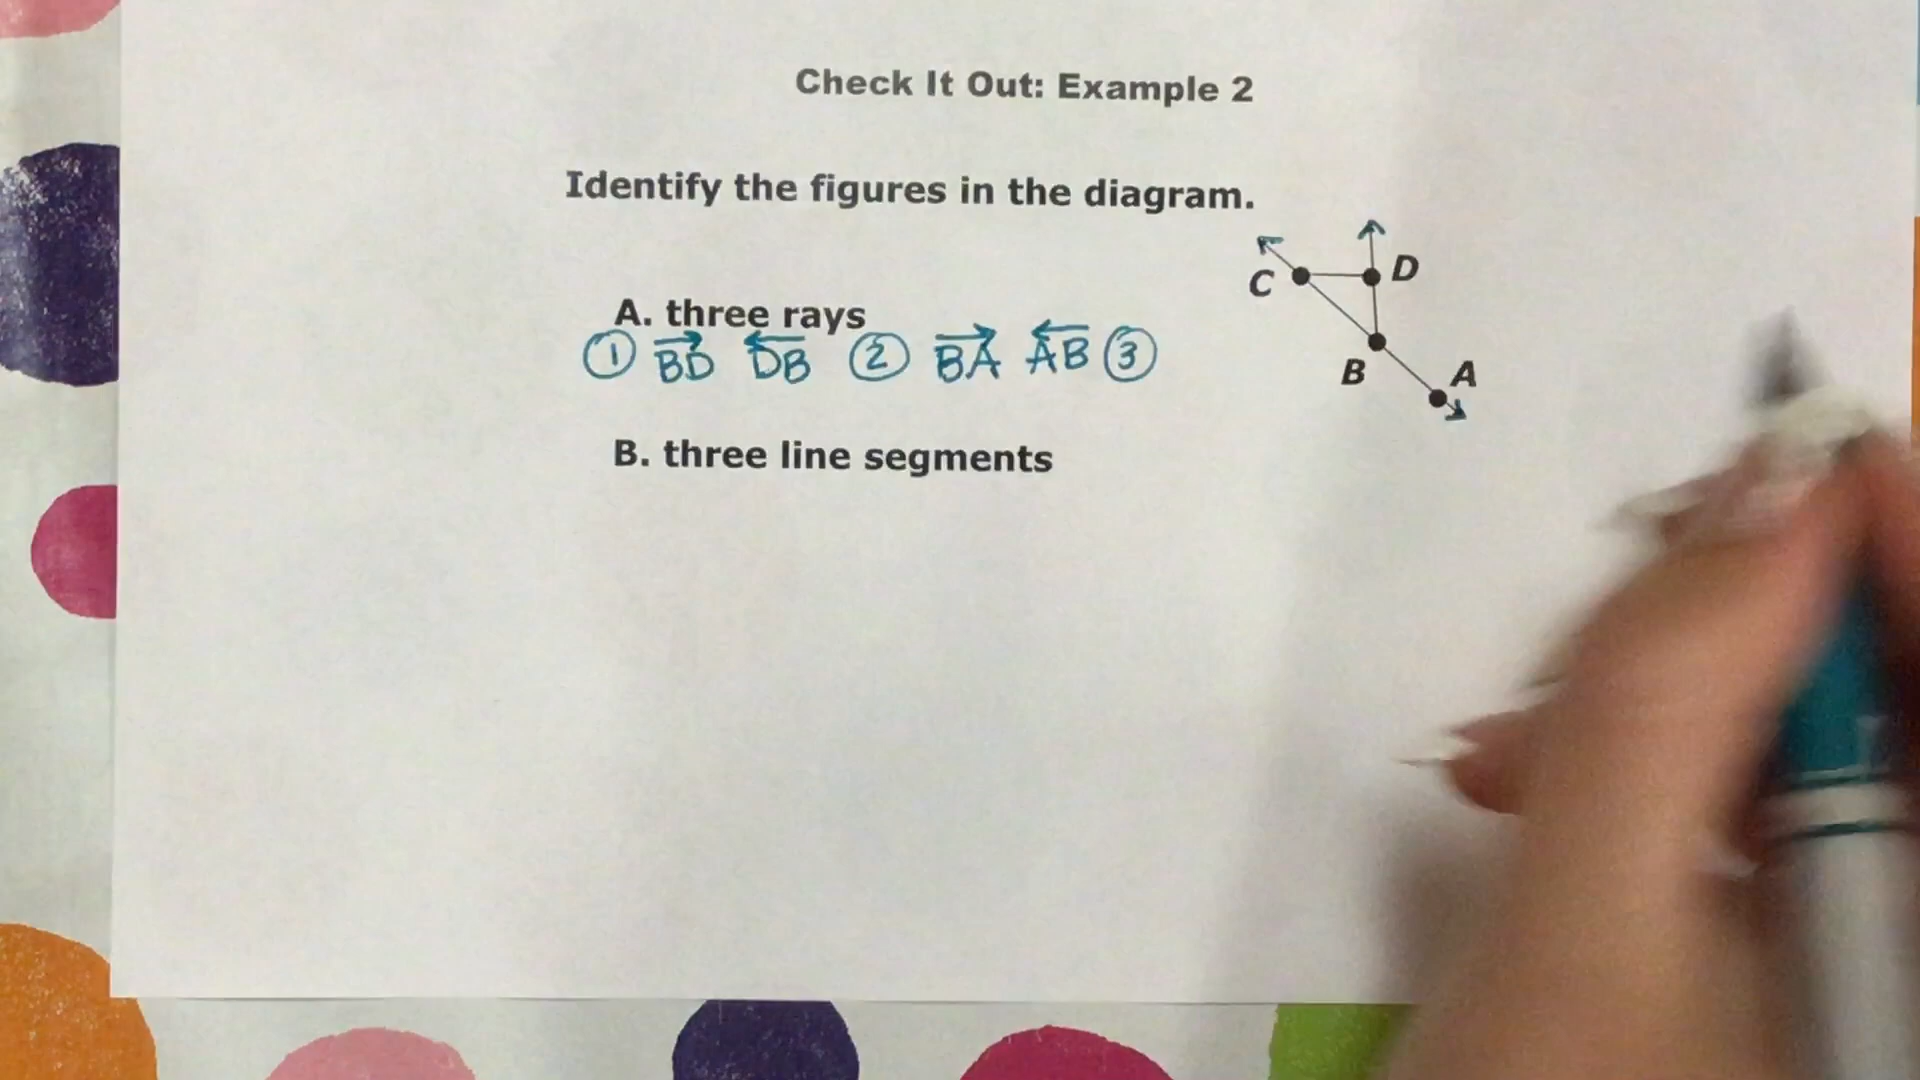 Check It Out: Example 2
Identify the figures in the diagram.
C
D
A. three rays
① BD DB ② BA AB ③
B
A
B. three line segments